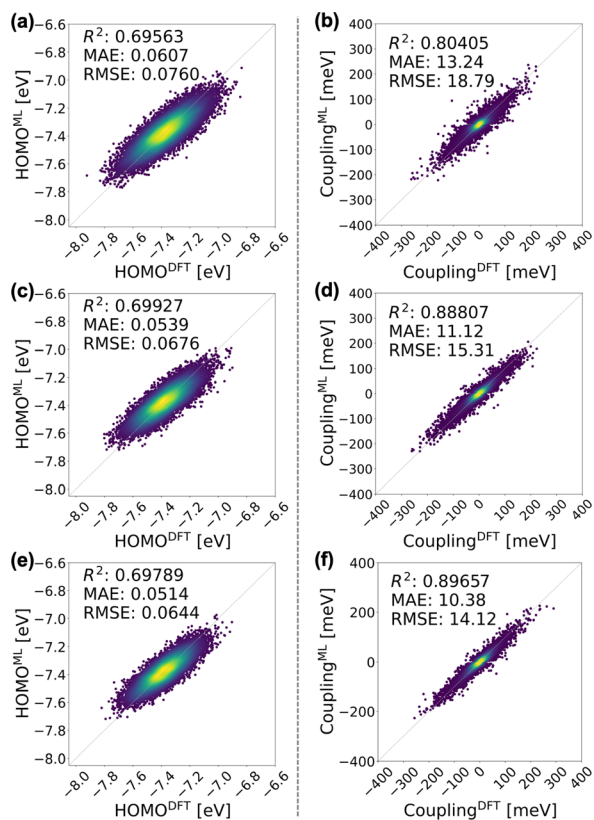 (a)
R²: 0.69563
MAE: 0.0607
RMSE: 0.0760
HOMO^ML [eV]
−6.6
−6.8
−7.0
−7.2
−7.4
−7.6
−7.8
−8.0
−8.0
−7.8
−7.6
−7.4
−7.2
−7.0
−6.8
−6.6
HOMO^DFT [eV]
(b)
R²: 0.80405
MAE: 13.24
RMSE: 18.79
Coupling^ML [meV]
400
300
200
100
0
−100
−200
−300
−400
−400
−300
−200
−100
0
100
200
300
400
Coupling^DFT [meV]
(c)
R²: 0.69927
MAE: 0.0539
RMSE: 0.0676
HOMO^ML [eV]
−6.6
−6.8
−7.0
−7.2
−7.4
−7.6
−7.8
−8.0
−8.0
−7.8
−7.6
−7.4
−7.2
−7.0
−6.8
−6.6
HOMO^DFT [eV]
(d)
R²: 0.88807
MAE: 11.12
RMSE: 15.31
Coupling^ML [meV]
400
300
200
100
0
−100
−200
−300
−400
−400
−300
−200
−100
0
100
200
300
400
Coupling^DFT [meV]
(e)
R²: 0.69789
MAE: 0.0514
RMSE: 0.0644
HOMO^ML [eV]
−6.6
−6.8
−7.0
−7.2
−7.4
−7.6
−7.8
−8.0
−8.0
−7.8
−7.6
−7.4
−7.2
−7.0
−6.8
−6.6
HOMO^DFT [eV]
(f)
R²: 0.89657
MAE: 10.38
RMSE: 14.12
Coupling^ML [meV]
400
200
0
−200
−400
−400
−300
−200
−100
0
100
200
300
400
Coupling^DFT [meV]